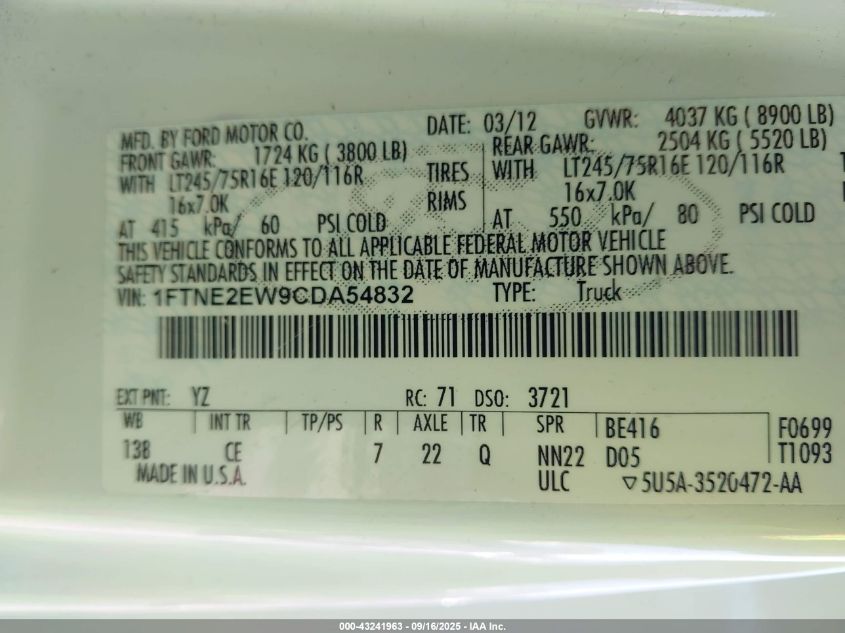 MFD. BY FORD MOTOR CO. DATE: 03/12 GVWR: 4037 KG ( 8900 LB)
FRONT GAWR: 1724 KG ( 3800 LB) REAR GAWR: 2504 KG ( 5520 LB)
WITH LT245/75R16E 120/116R TIRES WITH LT245/75R16E 120/116R
16x7.0K RIMS 16x7.0K
AT 415 kPa/ 60 PSI COLD AT 550 kPa/ 80 PSI COLD
THIS VEHICLE CONFORMS TO ALL APPLICABLE FEDERAL MOTOR VEHICLE
SAFETY STANDARDS IN EFFECT ON THE DATE OF MANUFACTURE SHOWN ABOVE.
VIN: 1FTNE2EW9CDA54832 TYPE: Truck
EXT PNT: YZ RC: 71 DSO: 3721
WB INT TR TP/PS R AXLE TR SPR BE416 F0699
138 CE 7 22 Q NN22 D05 T1093
MADE IN U.S.A. ULC ▽5U5A-3520472-AA
000-43241963 - 09/16/2025 - IAA Inc.